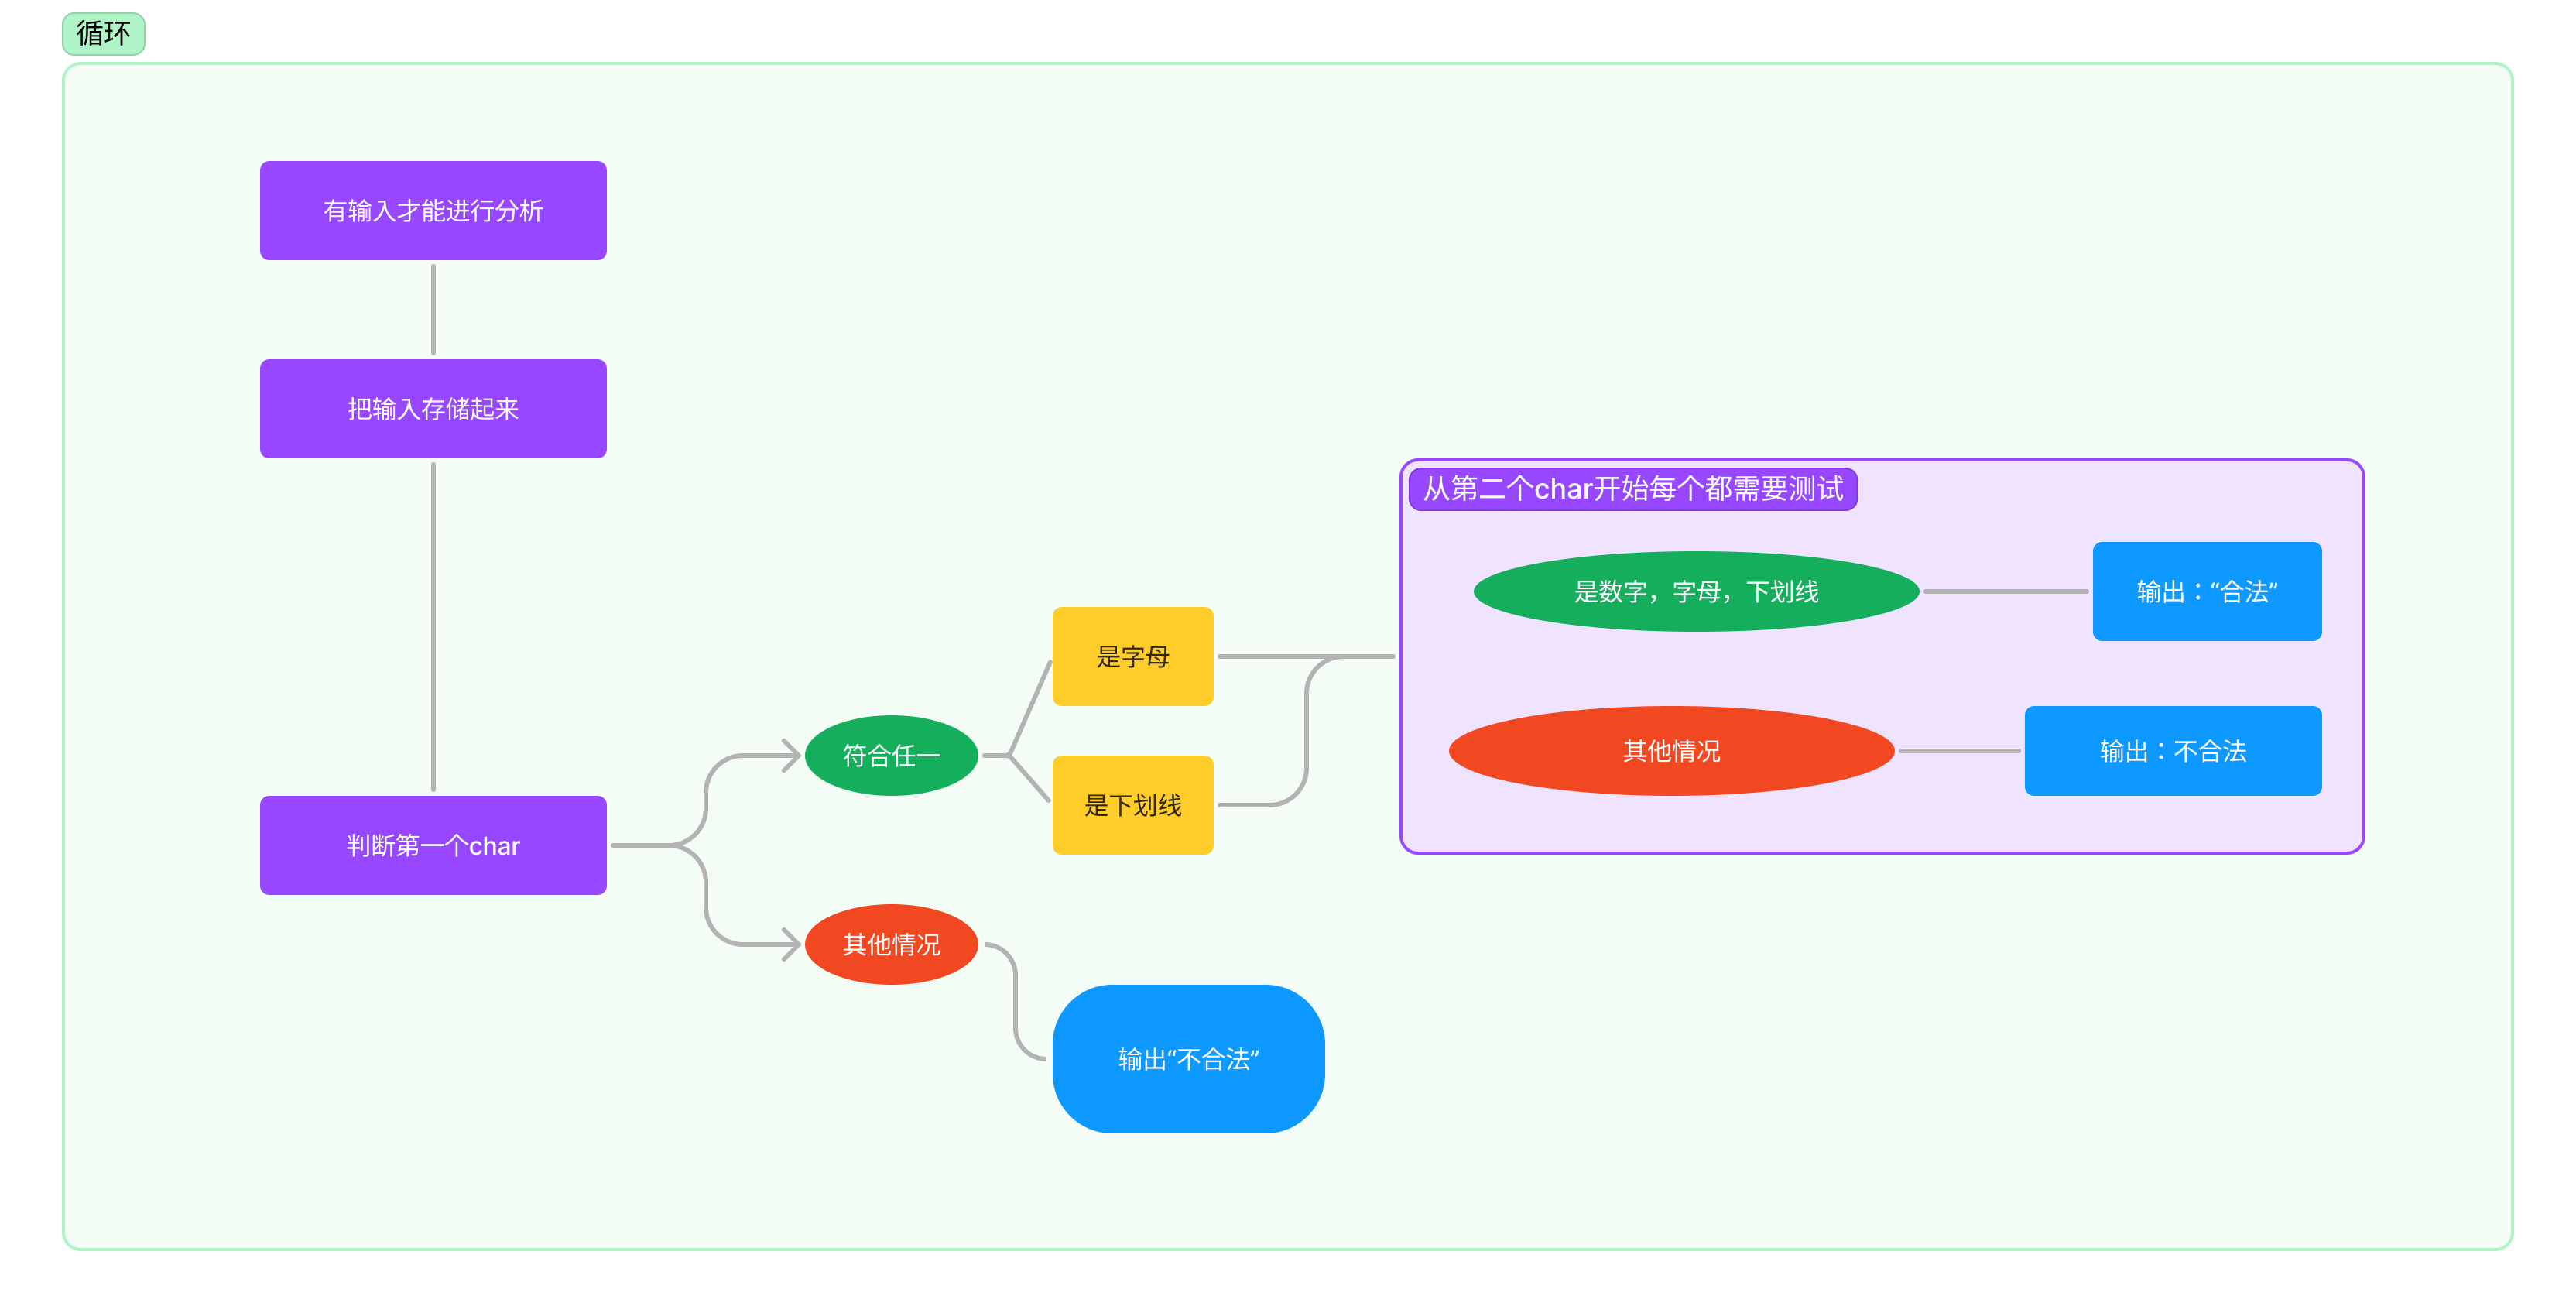 循环
有输入才能进行分析
把输入存储起来
判断第一个char
符合任一
其他情况
是字母
是下划线
输出“不合法”
从第二个char开始每个都需要测试
是数字，字母，下划线
输出：“合法”
其他情况
输出：不合法